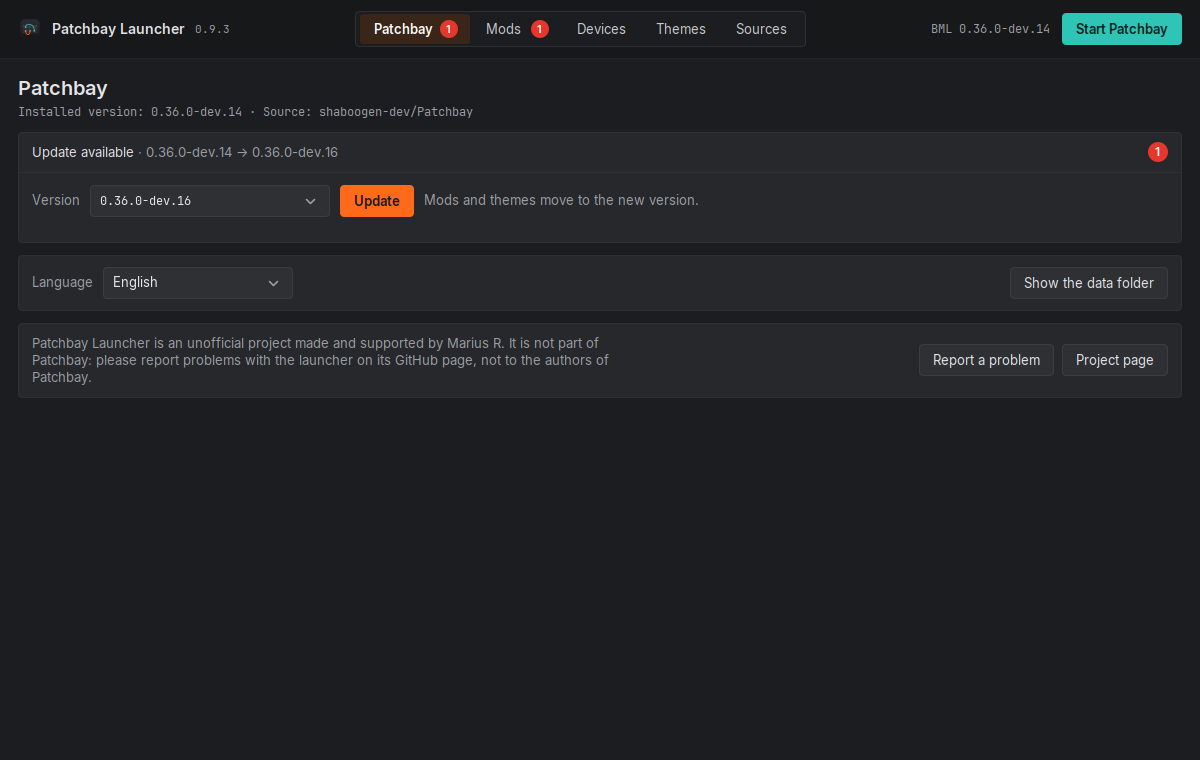 Patchbay Launcher 0.9.3
Patchbay 1
Mods 1
Devices
Themes
Sources
BML 0.36.0-dev.14
Start Patchbay
Patchbay
Installed version: 0.36.0-dev.14 · Source: shaboogen-dev/Patchbay
Update available · 0.36.0-dev.14 → 0.36.0-dev.16
1
Version
0.36.0-dev.16
Update
Mods and themes move to the new version.
Language
English
Show the data folder
Patchbay Launcher is an unofficial project made and supported by Marius R. It is not part of
Patchbay: please report problems with the launcher on its GitHub page, not to the authors of
Patchbay.
Report a problem
Project page